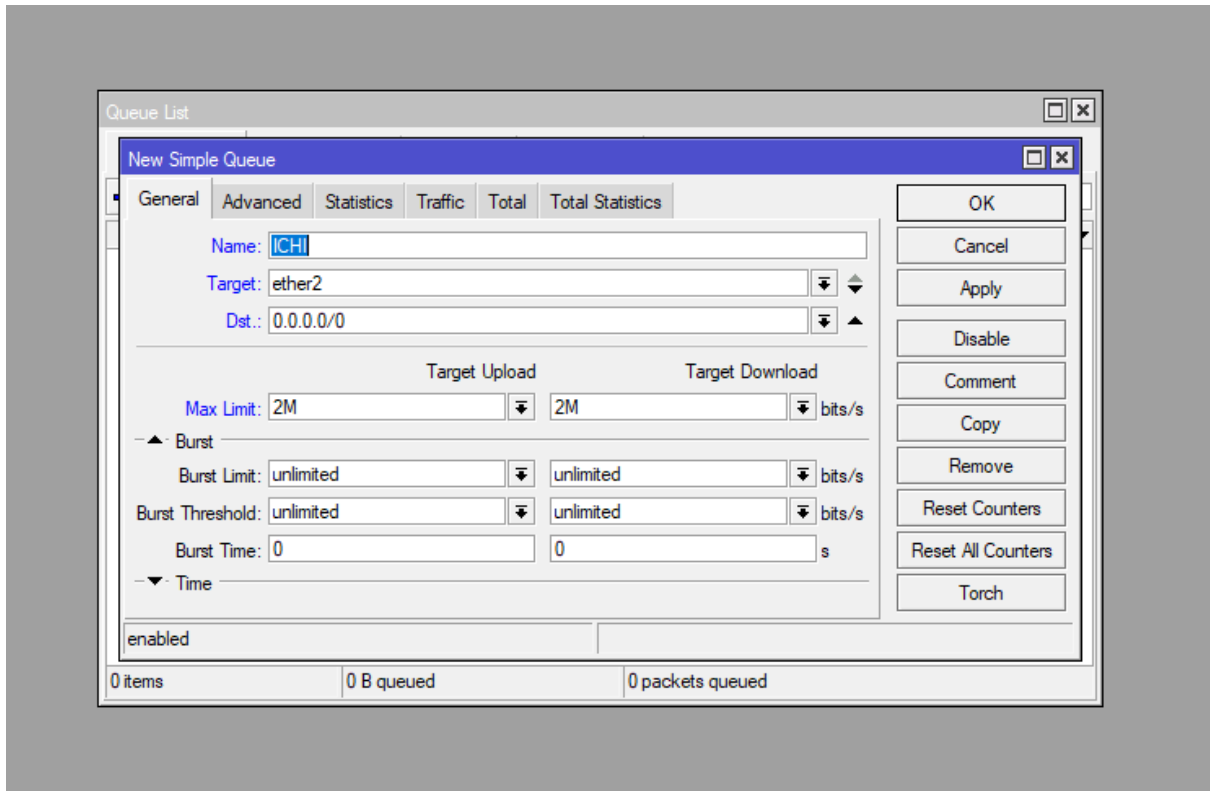 Queue List
New Simple Queue
General Advanced Statistics Traffic Total Total Statistics
OK
Name: ICHI
Cancel
Target: ether2
Apply
Dst.: 0.0.0.0/0
Disable
Target Upload Target Download
Comment
Max Limit: 2M 2M bits/s
Copy
Burst
Burst Limit: unlimited unlimited bits/s
Remove
Burst Threshold: unlimited unlimited bits/s
Reset Counters
Burst Time: 0 0 s
Reset All Counters
Time
Torch
enabled
0 items 0 B queued 0 packets queued